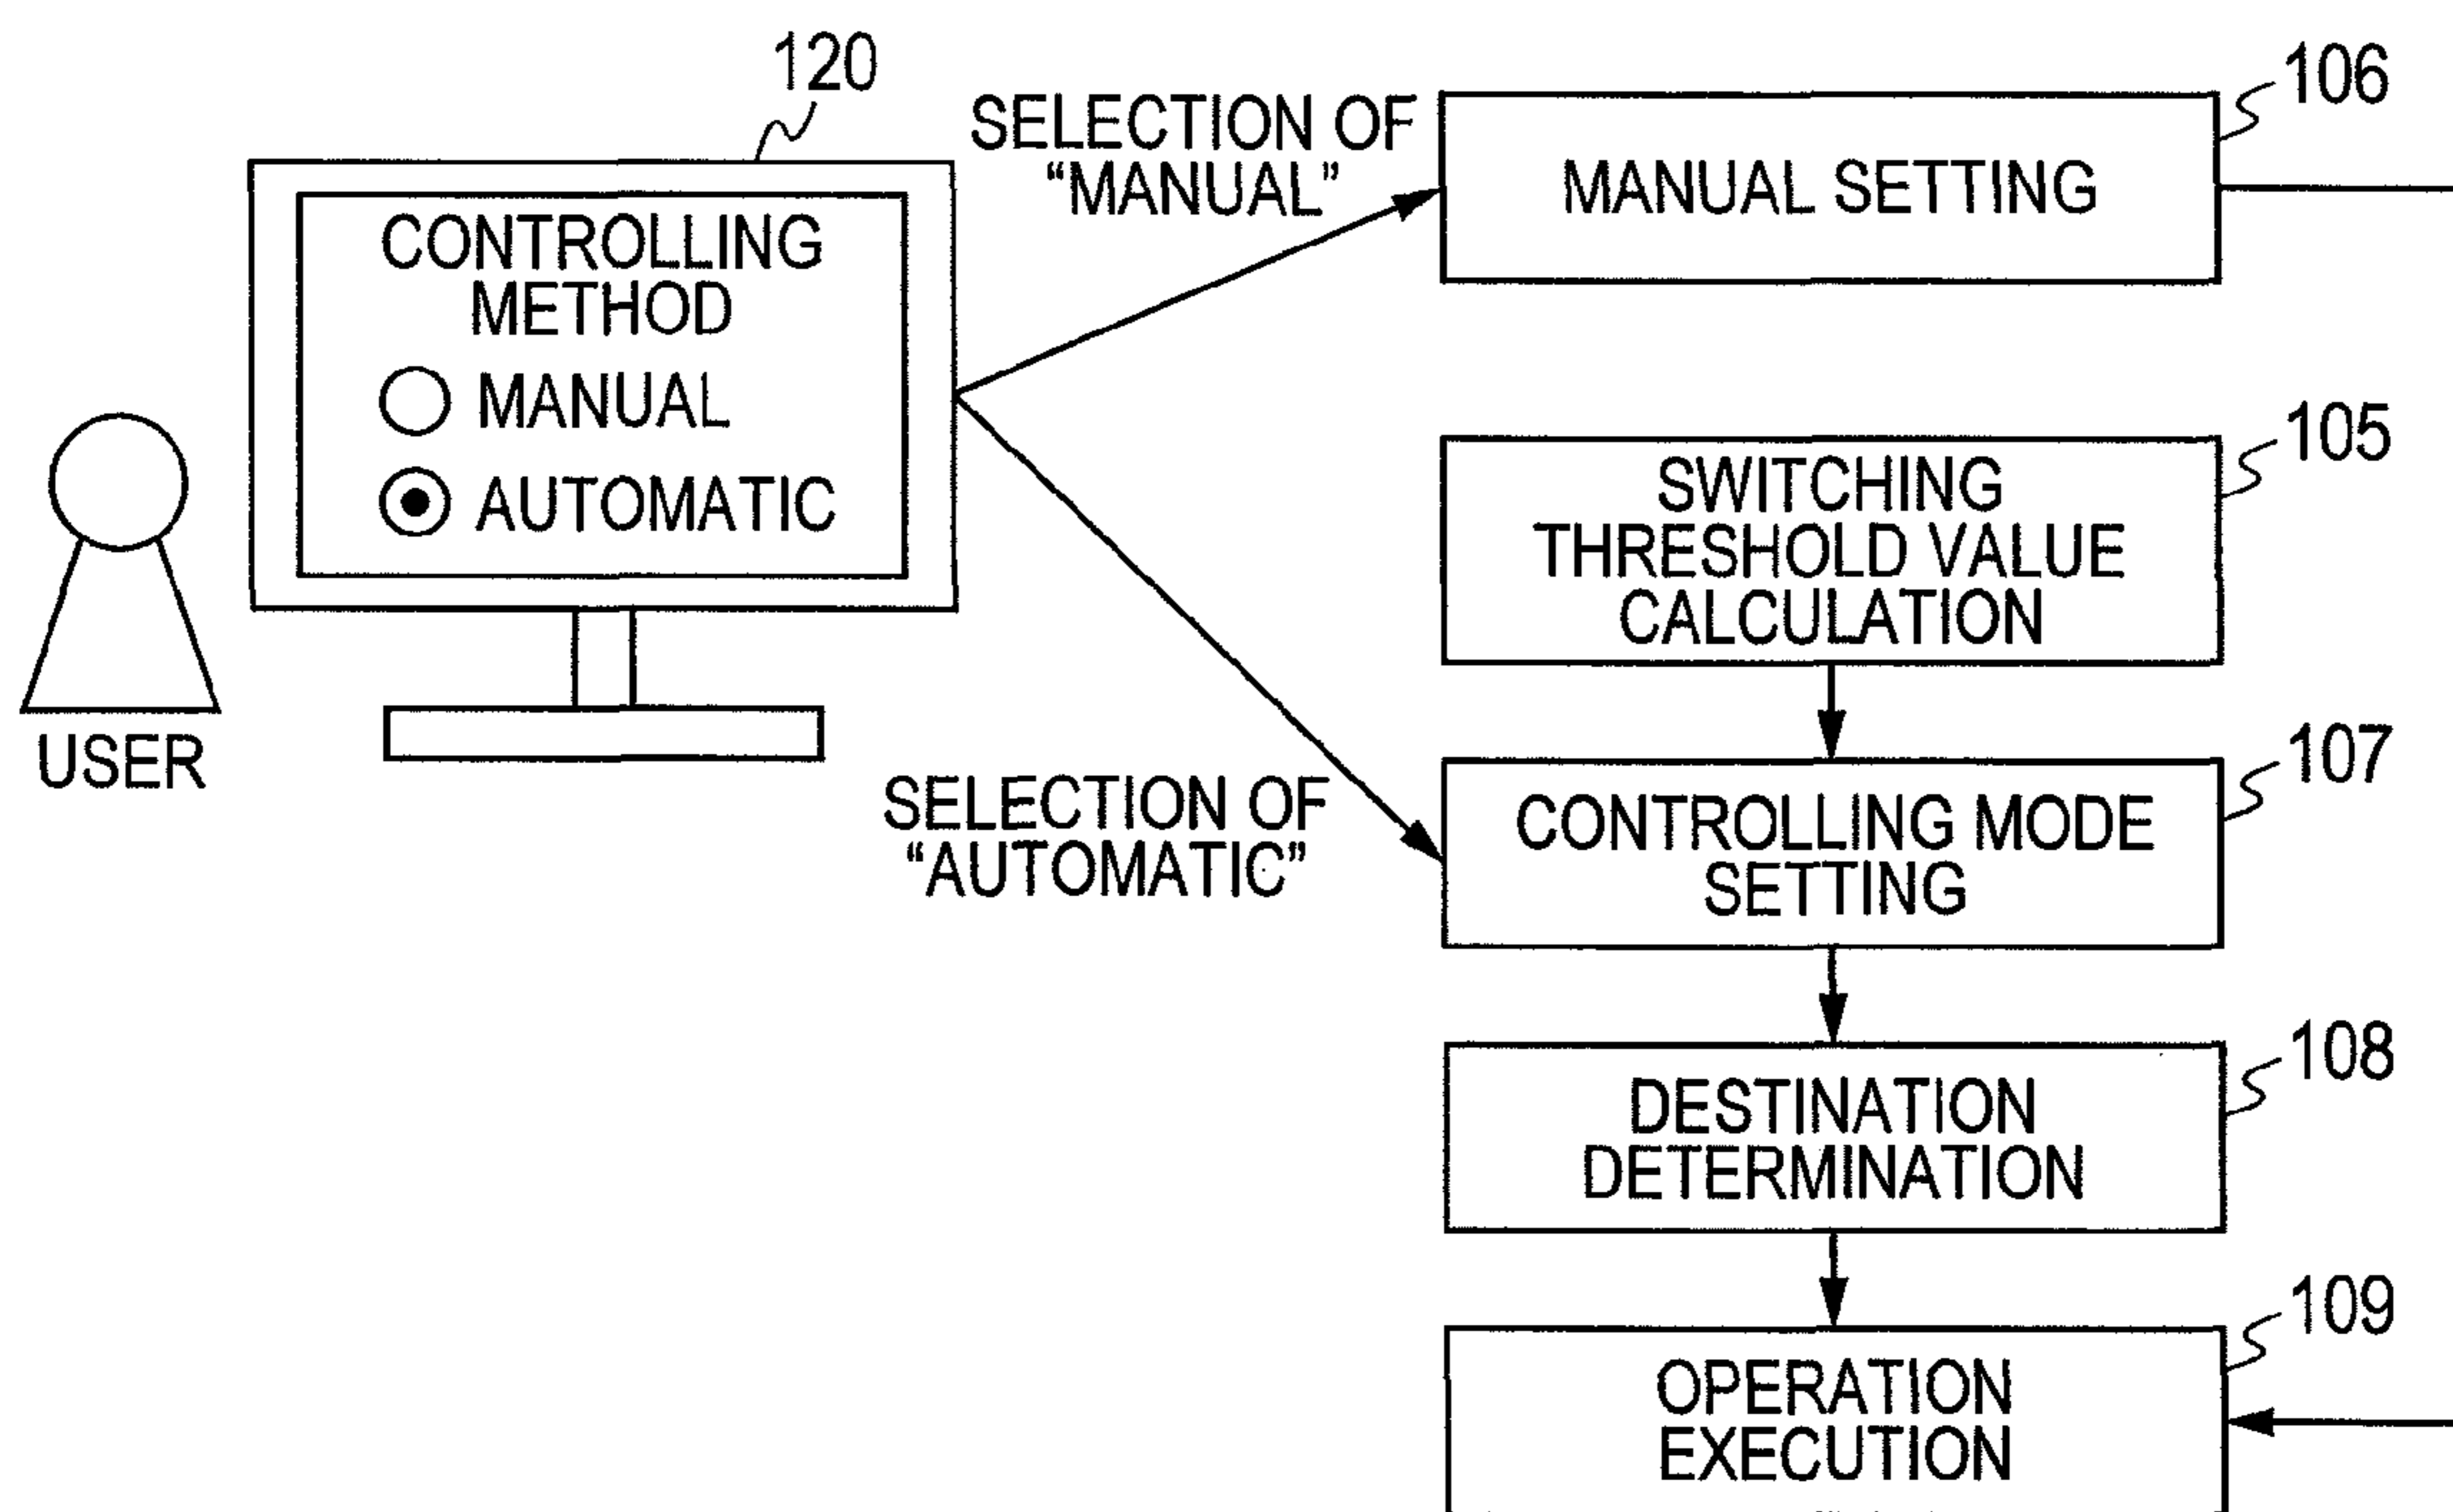 120
CONTROLLING
METHOD
MANUAL
AUTOMATIC
USER
SELECTION OF
“MANUAL”
SELECTION OF
“AUTOMATIC”
106
MANUAL SETTING
105
SWITCHING
THRESHOLD VALUE
CALCULATION
107
CONTROLLING MODE
SETTING
108
DESTINATION
DETERMINATION
109
OPERATION
EXECUTION